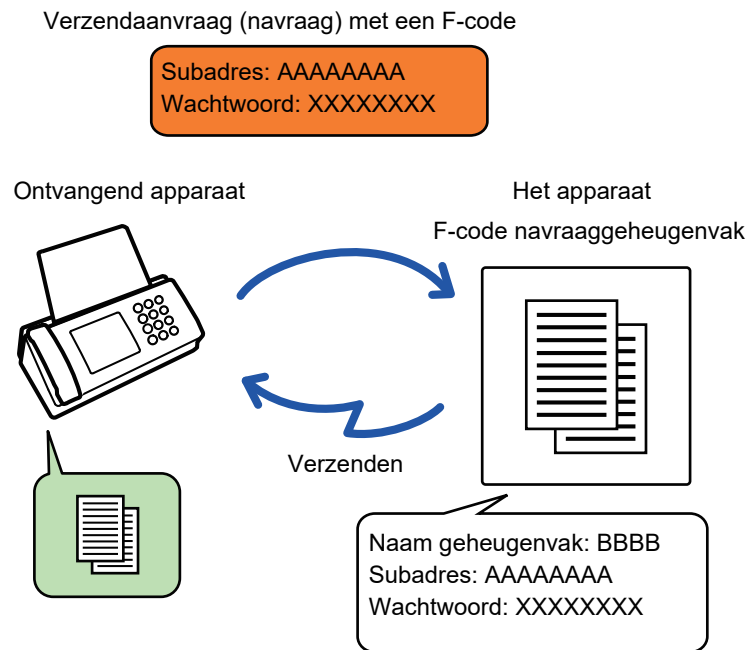 Verzendaanvraag (navraag) met een F-code
Subadres: AAAAAAAA
Wachtwoord: XXXXXXXX
Ontvangend apparaat
Het apparaat
F-code navraaggeheugenvak
Verzenden
Naam geheugenvak: BBBB
Subadres: AAAAAAAA
Wachtwoord: XXXXXXXX